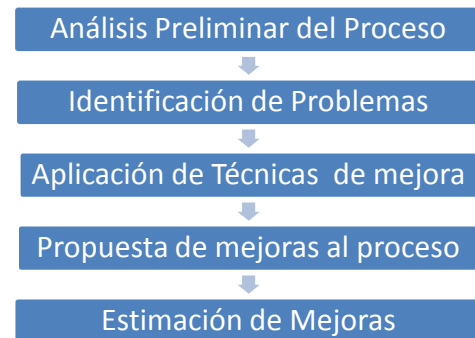 Análisis Preliminar del Proceso
Identificación de Problemas
Aplicación de Técnicas  de mejora
Propuesta de mejoras al proceso
Estimación de Mejoras